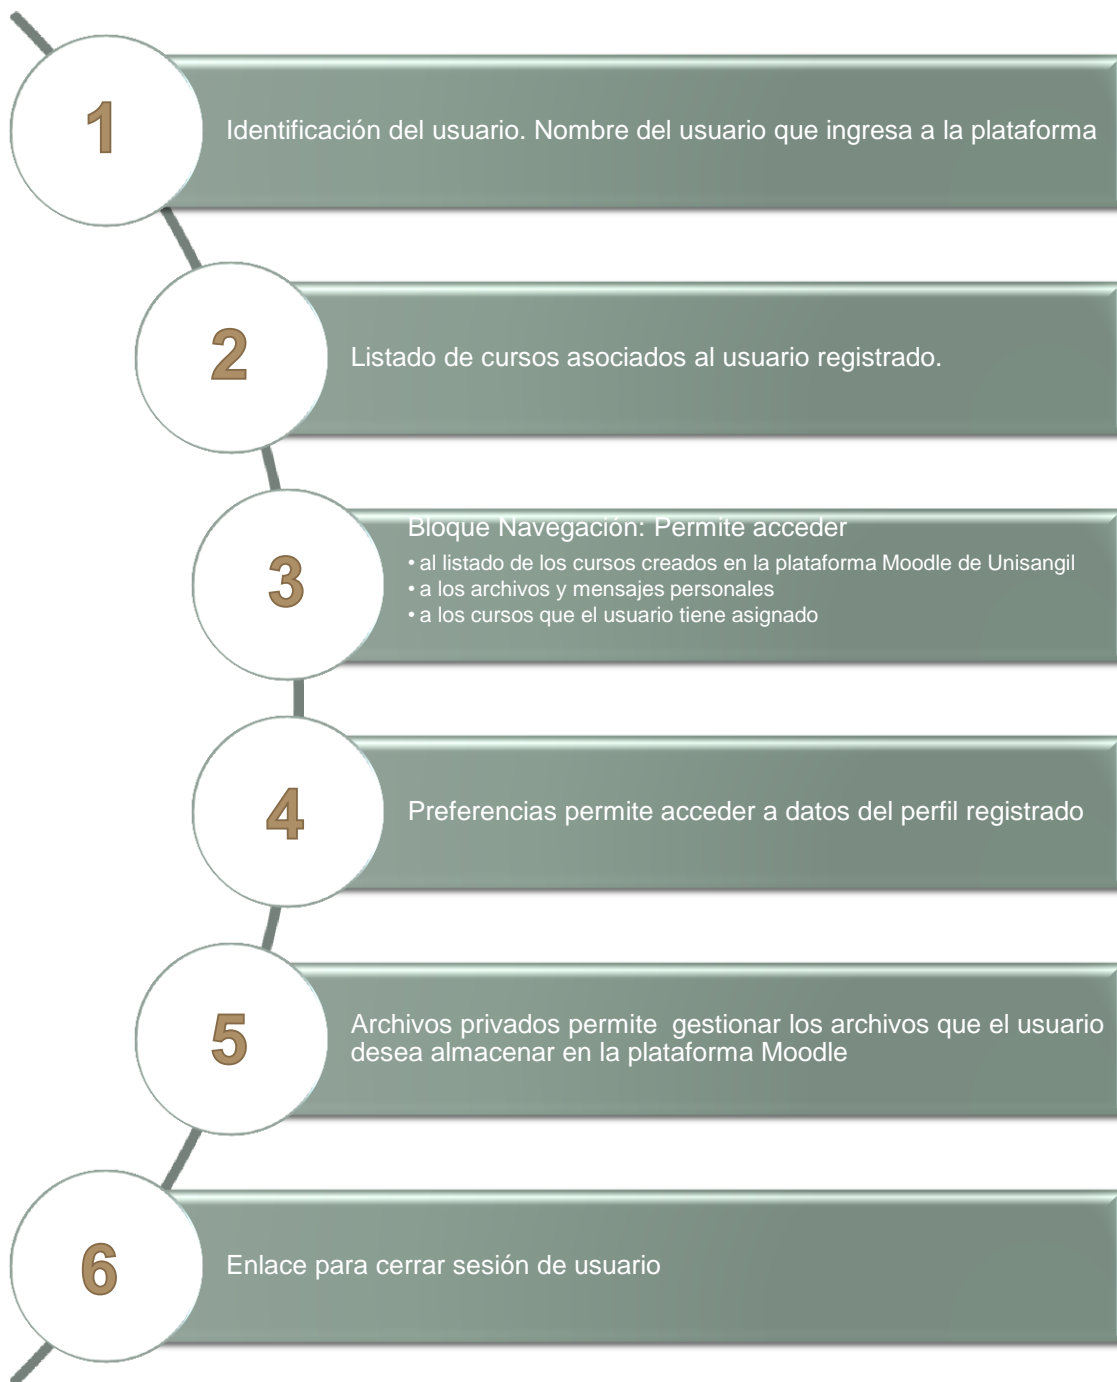 1
Identificación del usuario. Nombre del usuario que ingresa a la plataforma
2
Listado de cursos asociados al usuario registrado.
3
Bloque Navegación: Permite acceder
• al listado de los cursos creados en la plataforma Moodle de Unisangil
• a los archivos y mensajes personales
• a los cursos que el usuario tiene asignado
4
Preferencias permite acceder a datos del perfil registrado
5
Archivos privados permite  gestionar los archivos que el usuario
desea almacenar en la plataforma Moodle
6
Enlace para cerrar sesión de usuario